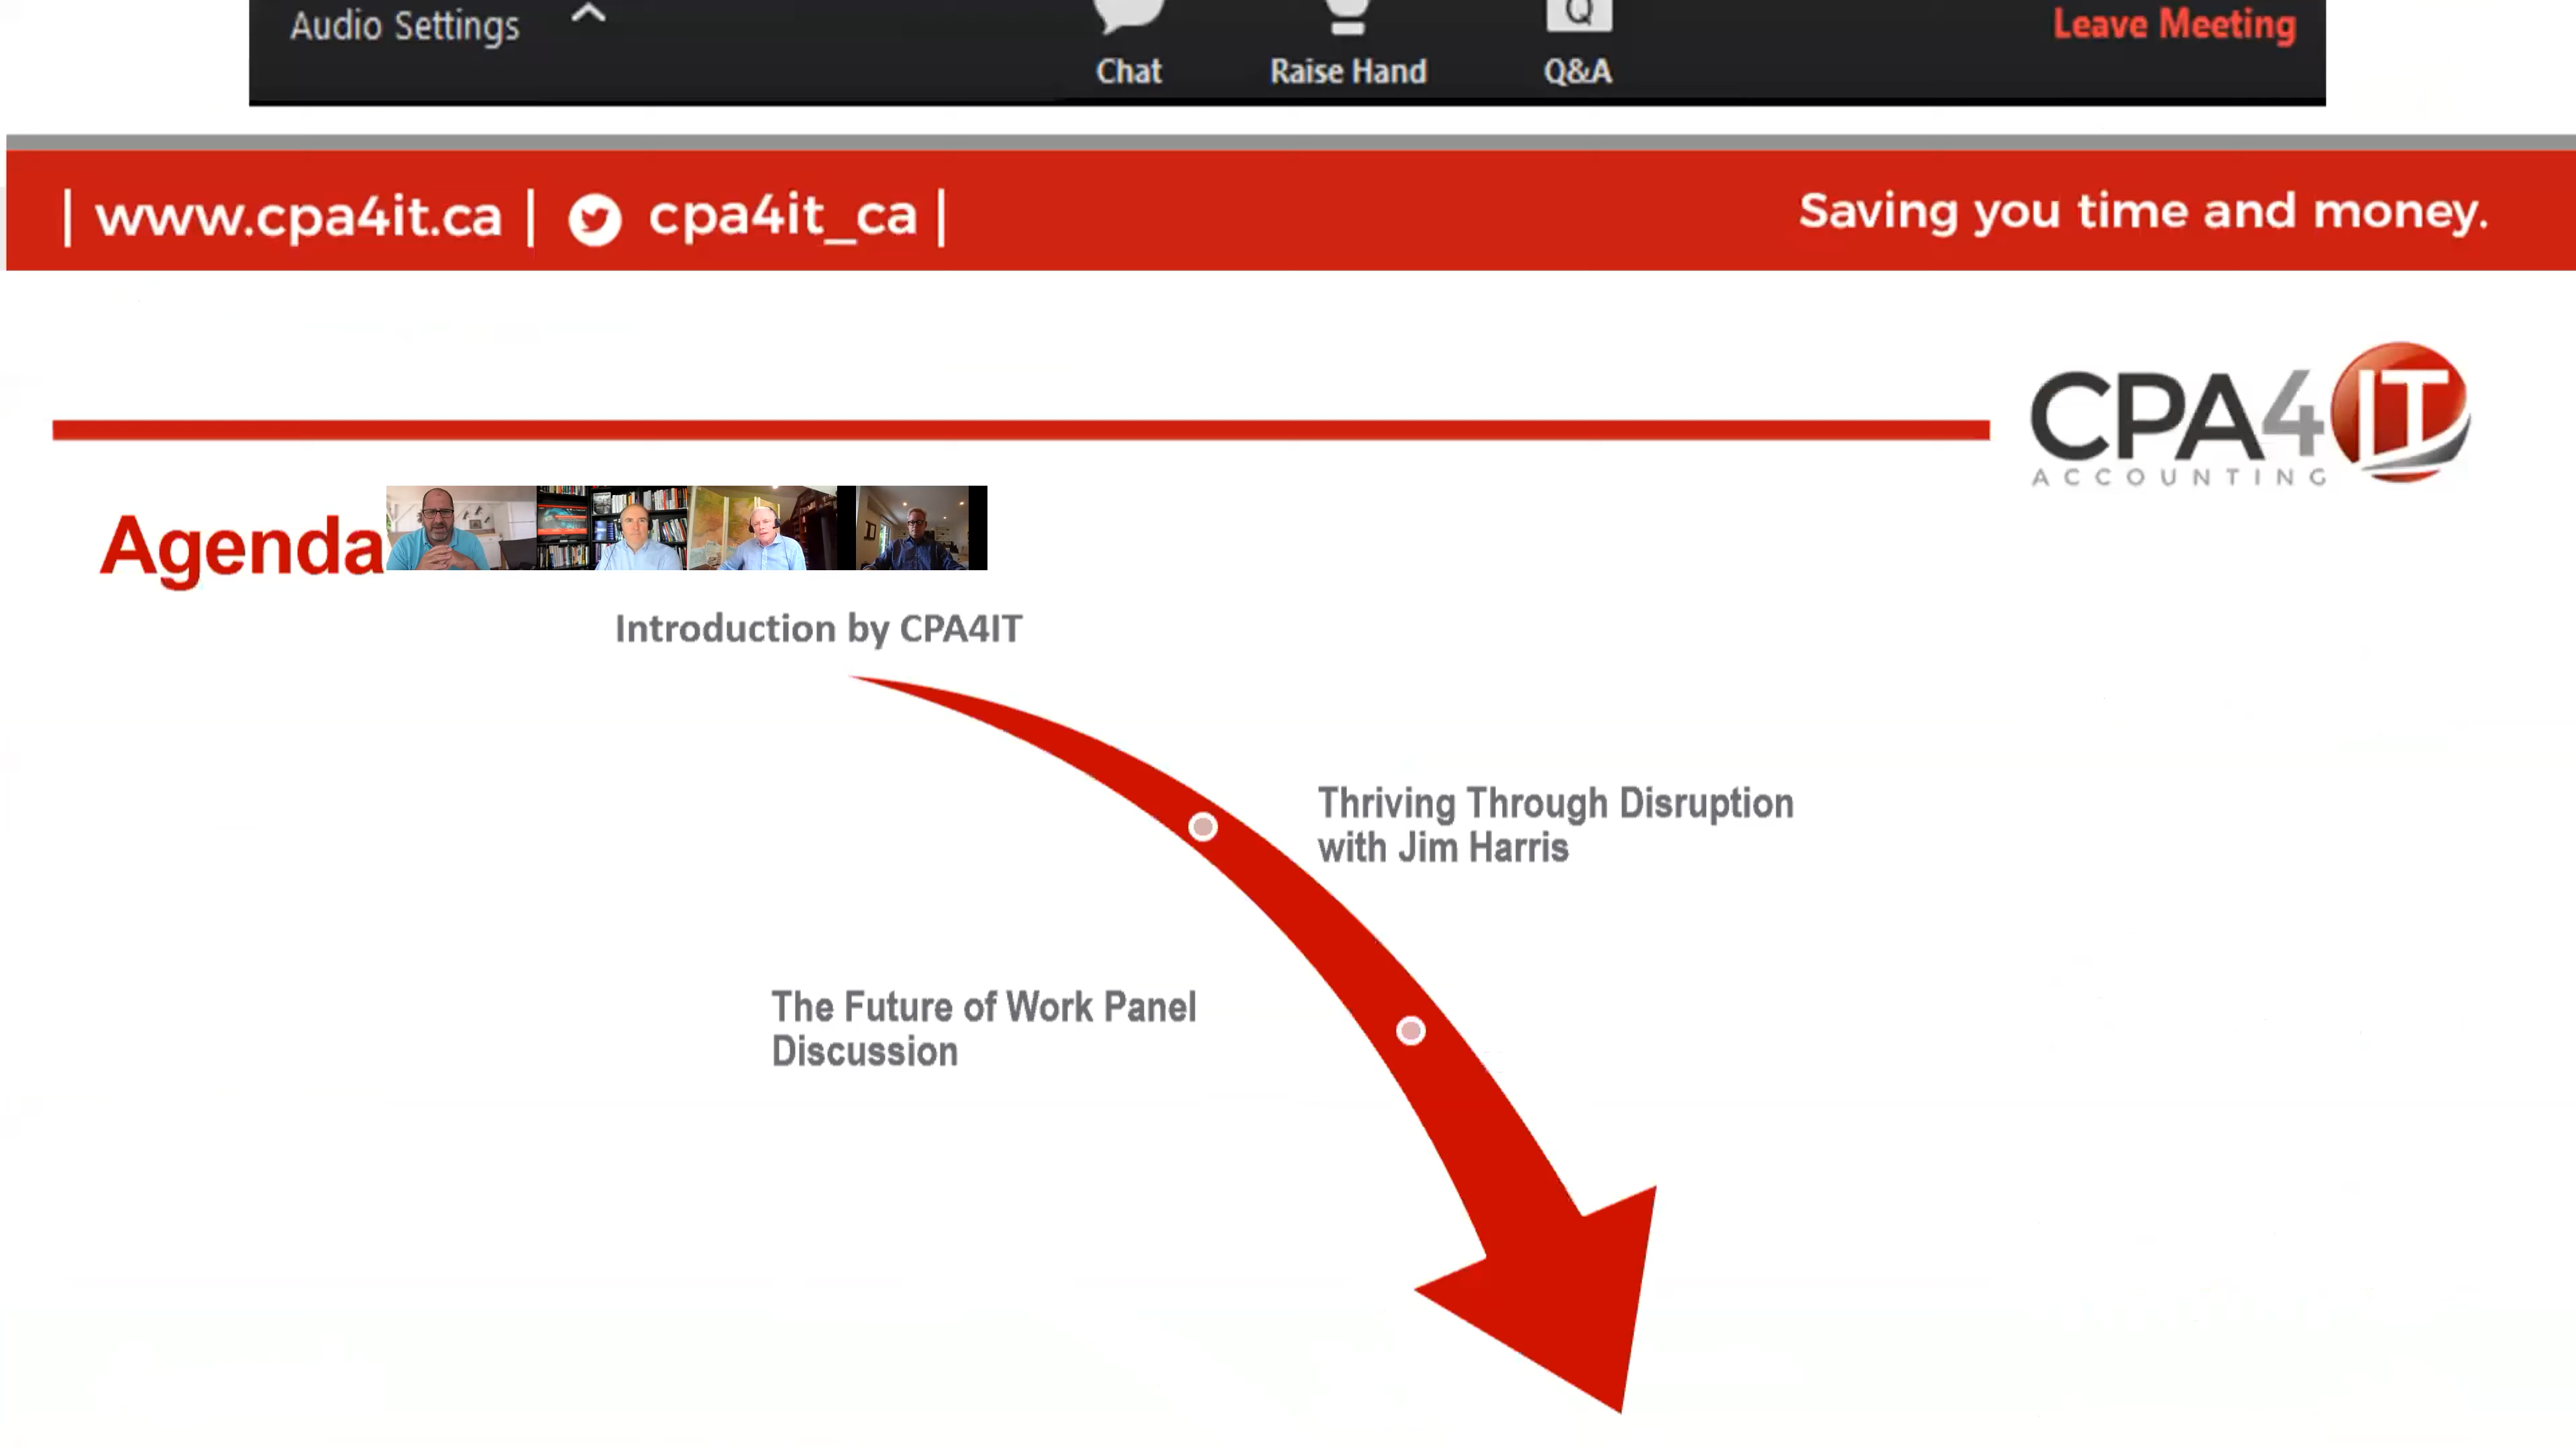 Audio Settings
Chat
Raise Hand
Q
Q&A
Leave Meeting
| www.cpa4it.ca | cpa4it_ca |
Saving you time and money.
CPA4IT
ACCOUNTING
Agenda
Introduction by CPA4IT
Thriving Through Disruption
with Jim Harris
The Future of Work Panel
Discussion